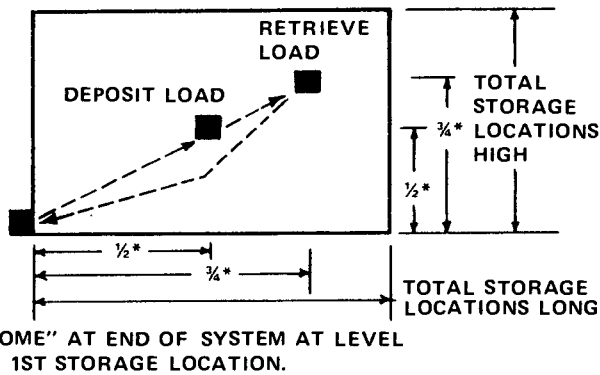 RETRIEVE
LOAD
DEPOSIT LOAD
TOTAL
STORAGE
LOCATIONS
HIGH
¾*
½*
½*
¾*
TOTAL STORAGE
LOCATIONS LONG
OME" AT END OF SYSTEM AT LEVEL
1ST STORAGE LOCATION.